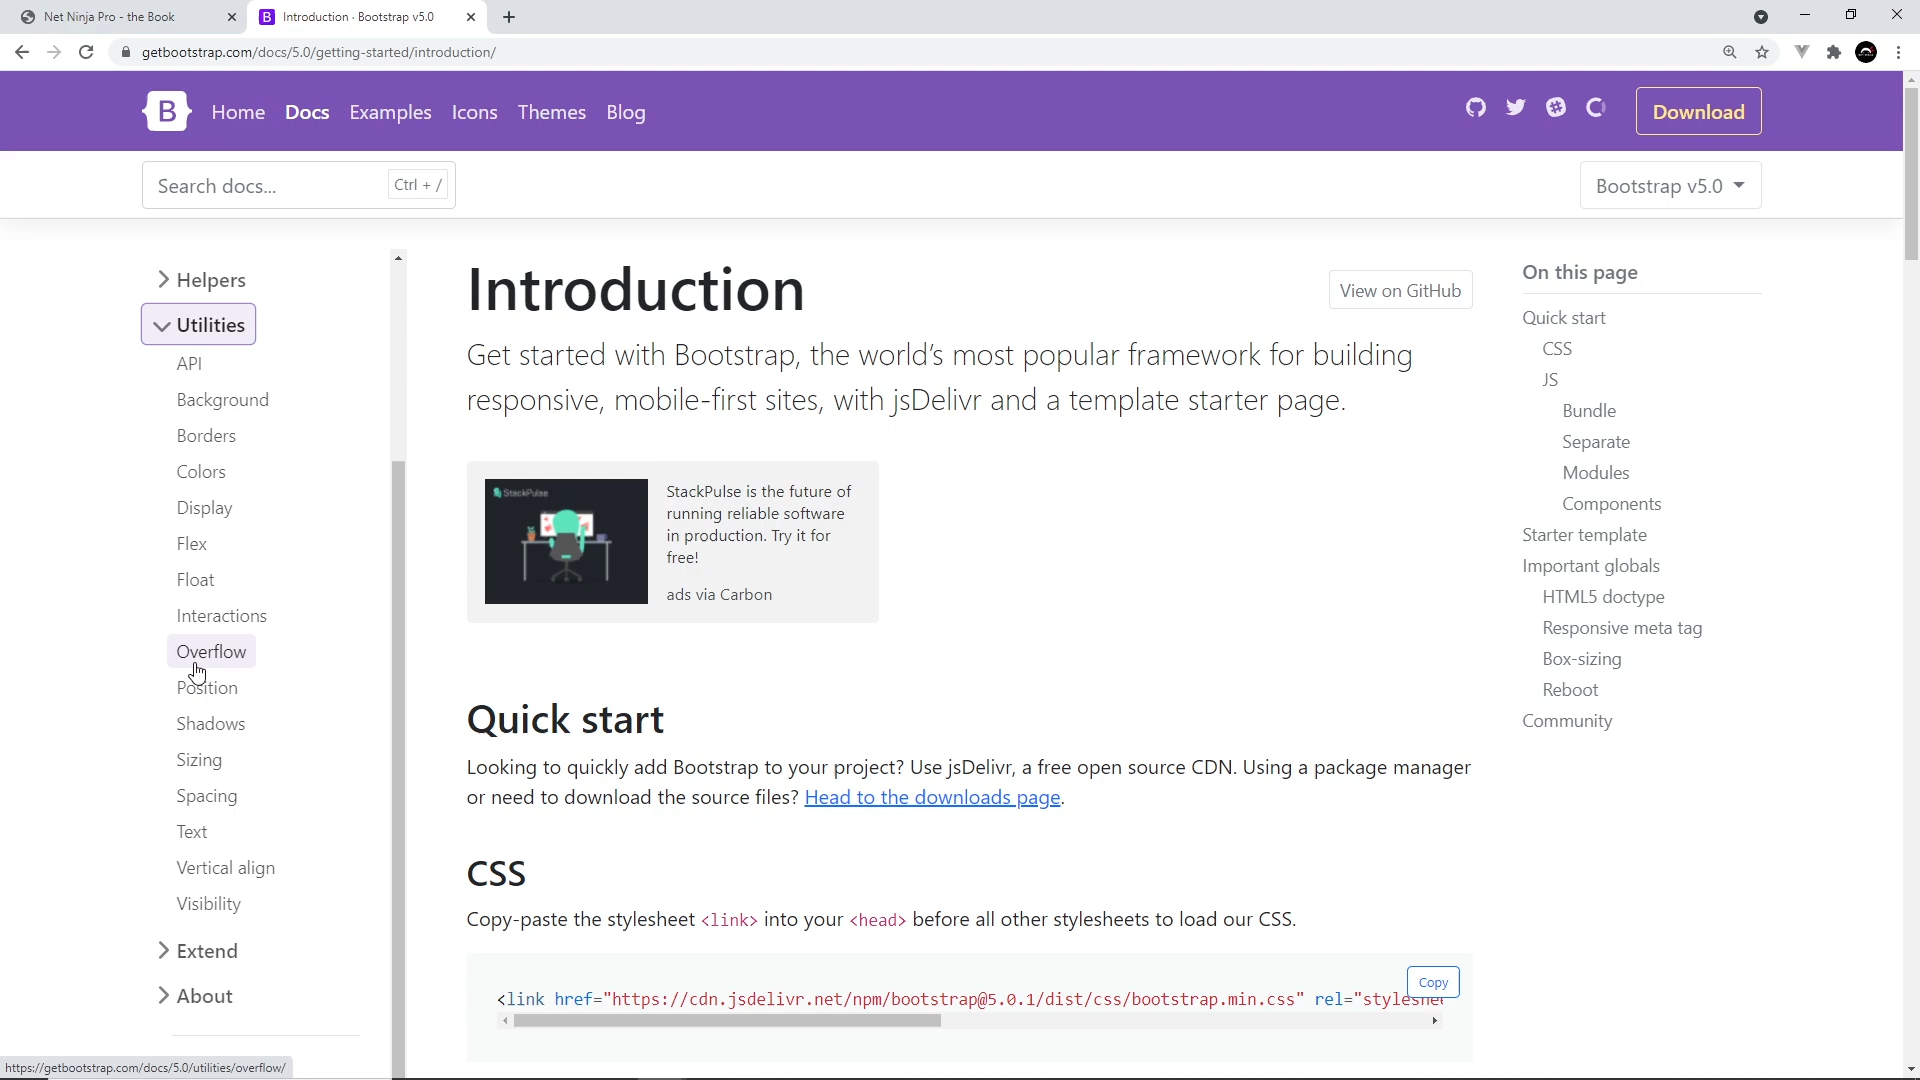 Net Ninja Pro - the Book
Introduction · Bootstrap v5.0
getbootstrap.com/docs/5.0/getting-started/introduction/
B Home Docs Examples Icons Themes Blog
Download
Search docs... Ctrl + /
Bootstrap v5.0
Helpers
Utilities
API
Background
Borders
Colors
Display
Flex
Float
Interactions
Overflow
Position
Shadows
Sizing
Spacing
Text
Vertical align
Visibility
Extend
About
Introduction
View on GitHub
Get started with Bootstrap, the world’s most popular framework for building
responsive, mobile-first sites, with jsDelivr and a template starter page.
StackPulse
StackPulse is the future of
running reliable software
in production. Try it for
free!
ads via Carbon
Quick start
Looking to quickly add Bootstrap to your project? Use jsDelivr, a free open source CDN. Using a package manager
or need to download the source files? Head to the downloads page.
CSS
Copy-paste the stylesheet <link> into your <head> before all other stylesheets to load our CSS.
Copy
<link href="https://cdn.jsdelivr.net/npm/bootstrap@5.0.1/dist/css/bootstrap.min.css" rel="styleshe
On this page
Quick start
CSS
JS
Bundle
Separate
Modules
Components
Starter template
Important globals
HTML5 doctype
Responsive meta tag
Box-sizing
Reboot
Community
https://getbootstrap.com/docs/5.0/utilities/overflow/